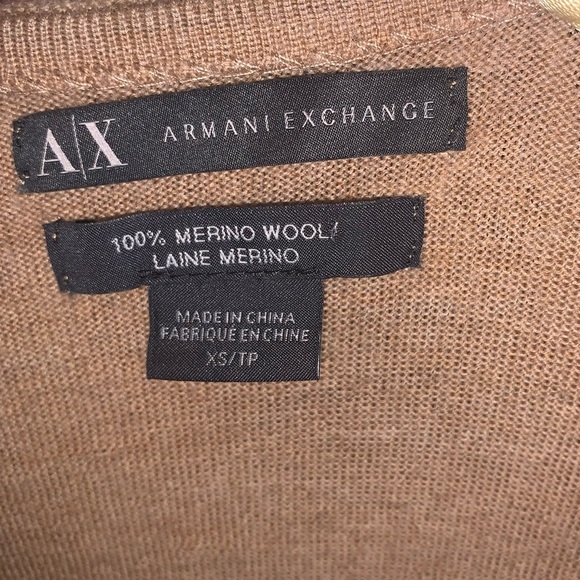 A|X ARMANI EXCHANGE
100% MERINO WOOL/
LAINE MERINO
MADE IN CHINA
FABRIQUÉ EN CHINE
XS/TP